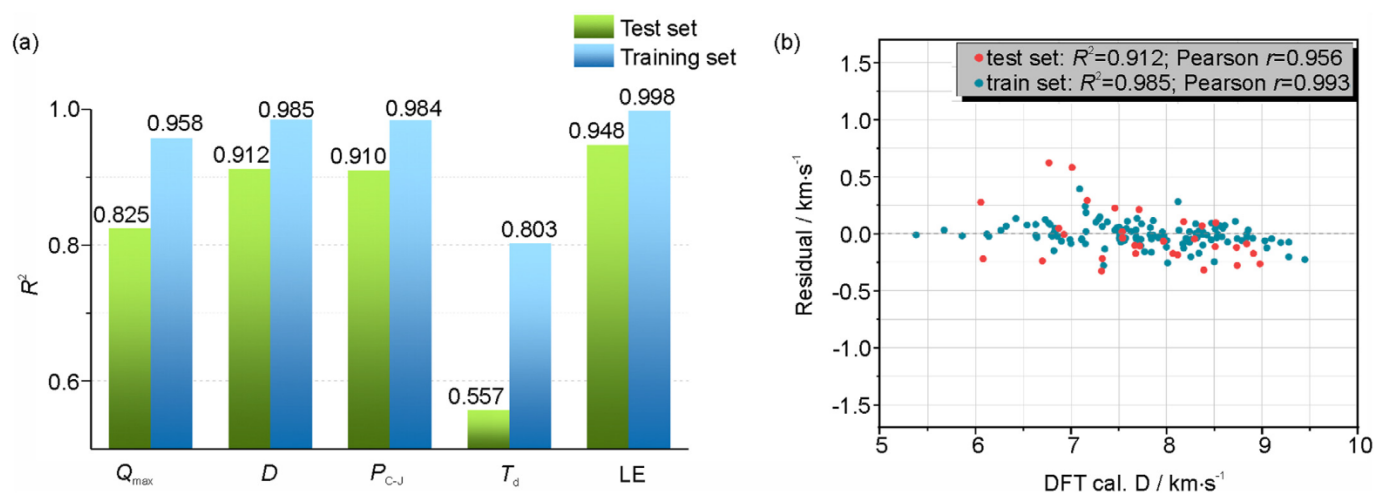 (a)
Test set
Training set
R²
1.0
0.8
0.6
0.825
0.958
0.912
0.985
0.910
0.984
0.557
0.803
0.948
0.998
Qmax
D
PC-J
Td
LE
(b)
test set: R²=0.912; Pearson r=0.956
train set: R²=0.985; Pearson r=0.993
Residual / km·s⁻¹
1.5
1.0
0.5
0.0
-0.5
-1.0
-1.5
5 6 7 8 9 10
DFT cal. D / km·s⁻¹